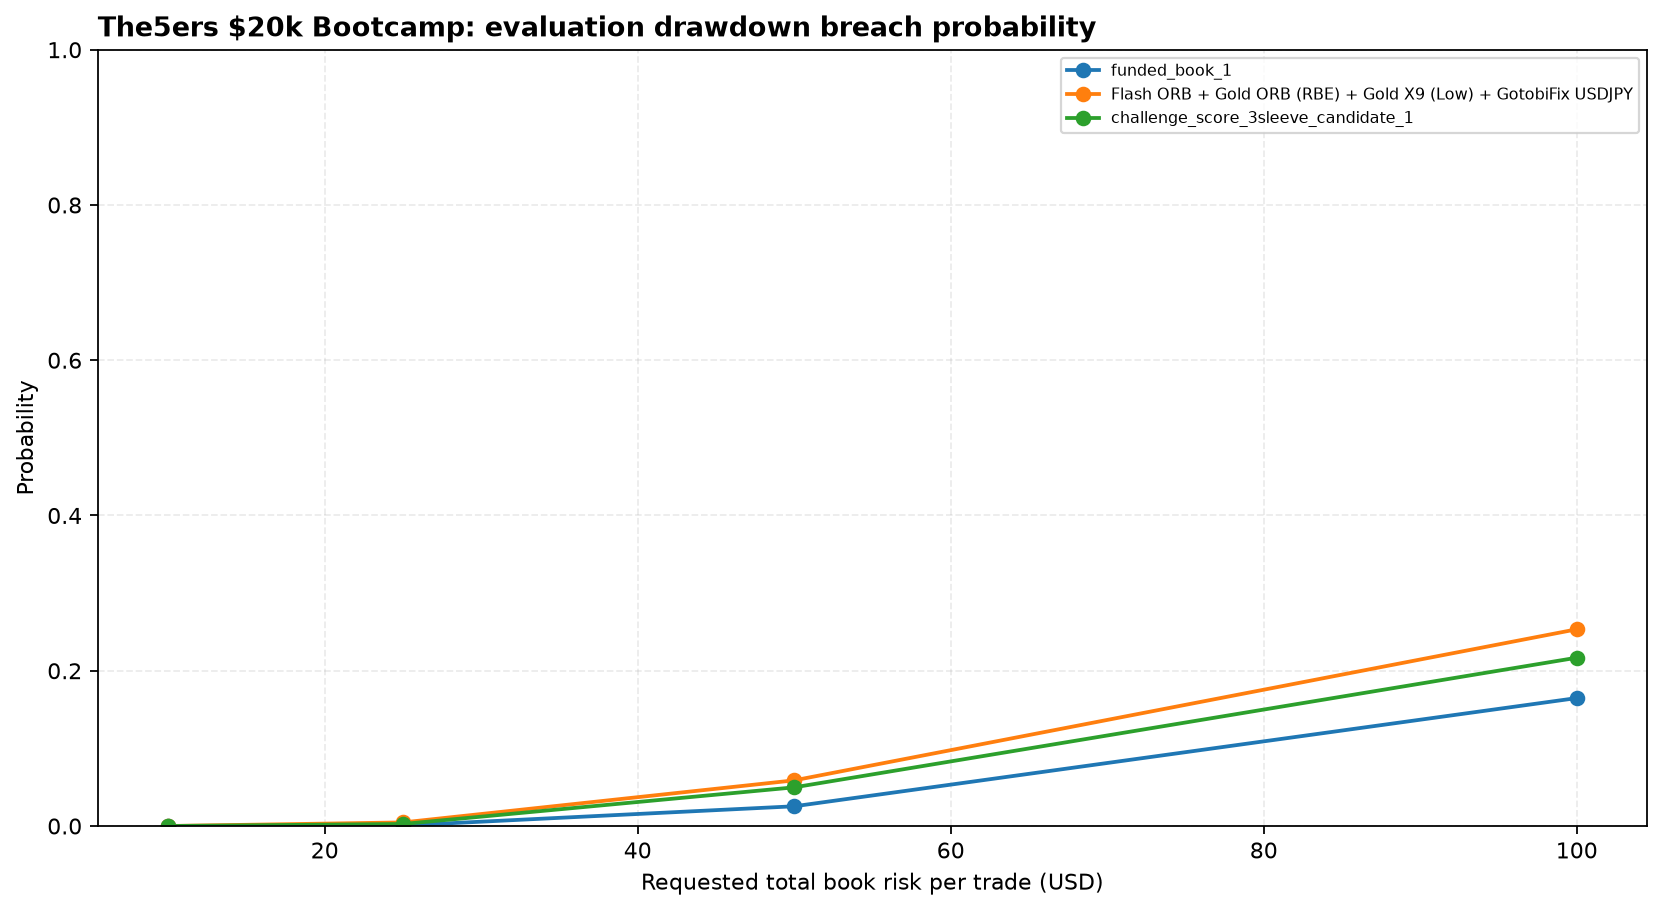 The5ers $20k Bootcamp: evaluation drawdown breach probability
funded_book_1
Flash ORB + Gold ORB (RBE) + Gold X9 (Low) + GotobiFix USDJPY
challenge_score_3sleeve_candidate_1
1.0
0.8
0.6
0.4
0.2
0.0
Probability
20
40
60
80
100
Requested total book risk per trade (USD)